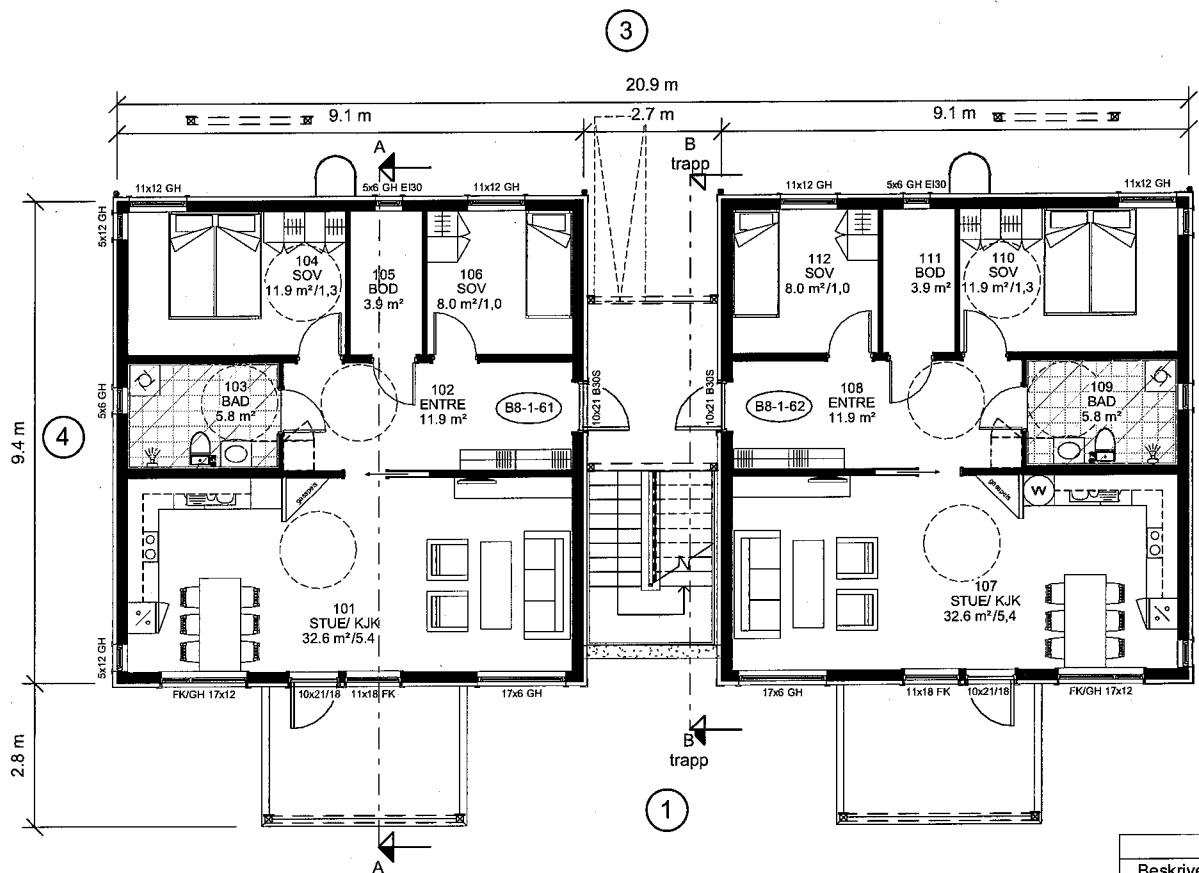 3
20.9 m
9.1 m
2.7 m
9.1 m
A
B
trapp
11x12 GH
5x6 GH EI30
11x12 GH
11x12 GH
5x6 GH EI30
11x12 GH
5x12 GH
104
SOV
11.9 m²/1,3
105
BOD
3.9 m²
106
SOV
8.0 m²/1,0
112
SOV
8.0 m²/1,0
111
BOD
3.9 m²
110
SOV
11.9 m²/1,3
5x6 GH
103
BAD
5.8 m²
102
ENTRE
11.9 m²
B8-1-61
10x21 B30S
10x21 B30S
B8-1-62
108
ENTRE
11.9 m²
109
BAD
5.8 m²
4
9.4 m
gasspeis
gasspeis
W
101
STUE/ KJK
32.6 m²/5.4
107
STUE/ KJK
32.6 m²/5,4
5x12 GH
FK/GH 17x12
10x21/18
11x18 FK
17x6 GH
17x6 GH
11x18 FK
10x21/18
FK/GH 17x12
2.8 m
B
trapp
1
A
Beskrive